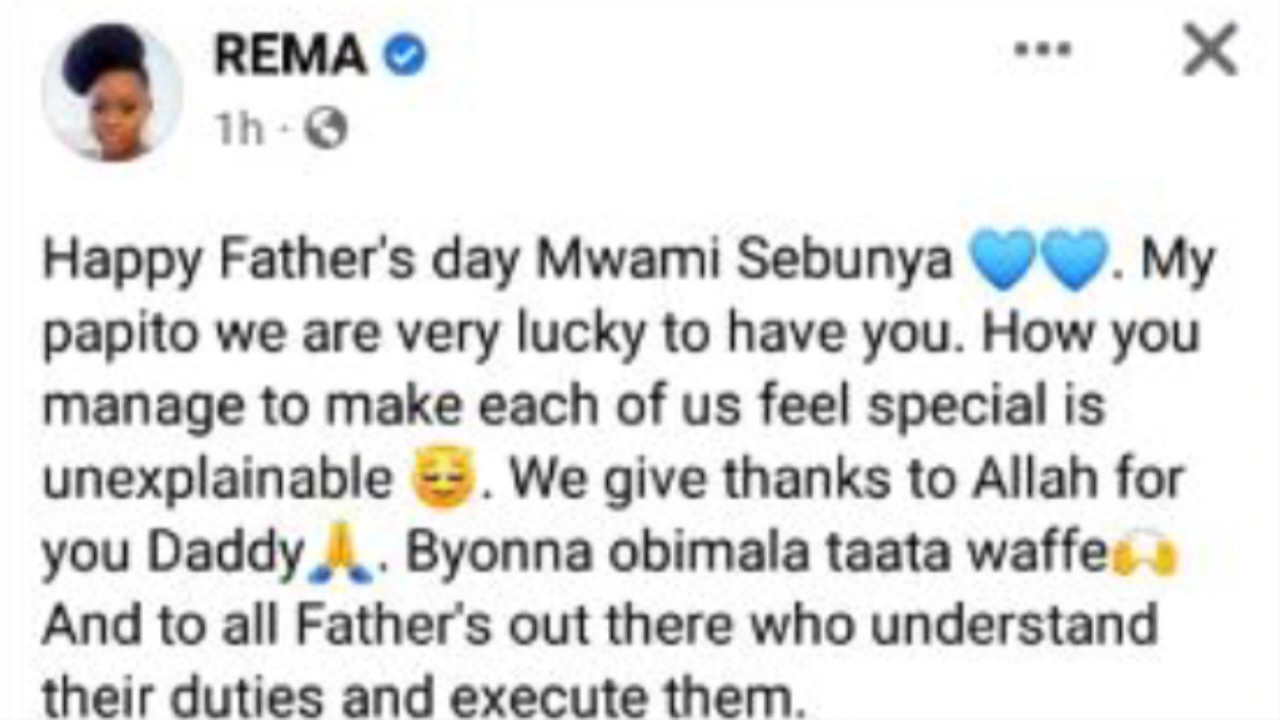 REMA
1h ·
Happy Father's day Mwami Sebunya 💙💙. My
papito we are very lucky to have you. How you
manage to make each of us feel special is
unexplainable 😇. We give thanks to Allah for
you Daddy🙏. Byonna obimala taata waffe🙌
And to all Father's out there who understand
their duties and execute them.